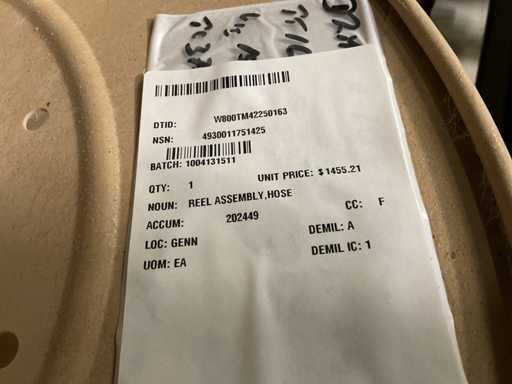 DTID: W800TM42250163
NSN: 4930011751425
BATCH: 1004131511
QTY: 1 UNIT PRICE: $1455.21
NOUN: REEL ASSEMBLY,HOSE
ACCUM: 202449 CC: F
LOC: GENN DEMIL: A
UOM: EA DEMIL IC: 1